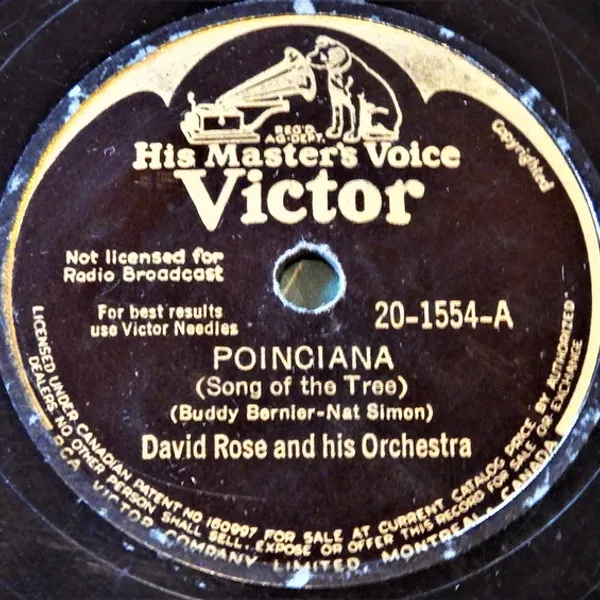 REG'D.
AG. DEPT.
His Master's Voice
Victor
Copyrighted
Not licensed for
Radio Broadcast
For best results
use Victor Needles
20-1554-A
POINCIANA
(Song of the Tree)
(Buddy Bernier-Nat Simon)
David Rose and his Orchestra
LICENSED UNDER CANADIAN PATENT NO 160997 FOR SALE AT CURRENT CATALOG PRICE BY AUTHORIZED
DEALERS. NO OTHER PERSON SHALL SELL, EXPOSE OR OFFER THIS RECORD FOR SALE OR EXCHANGE
RCA VICTOR COMPANY LIMITED, MONTREAL, CANADA